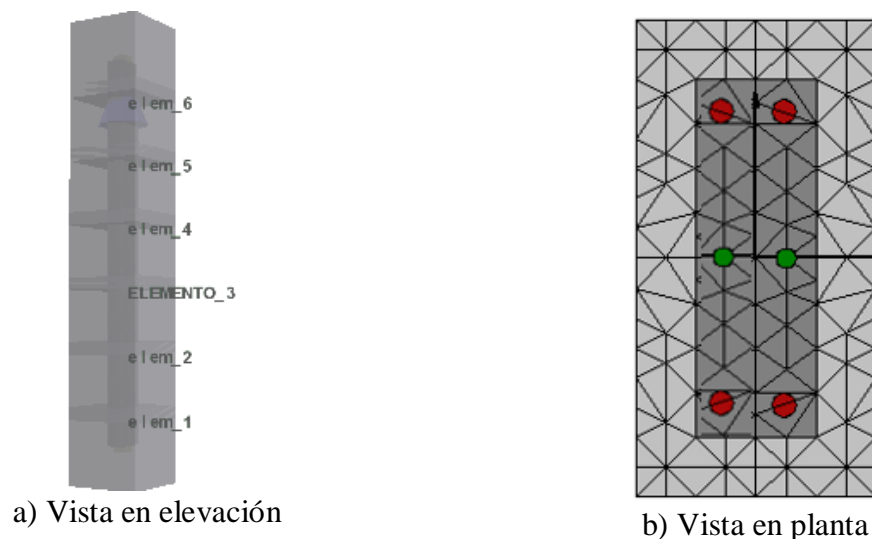 elem_6
elem_5
elem_4
ELEMENTO_3
elem_2
elem_1
a) Vista en elevación
b) Vista en planta